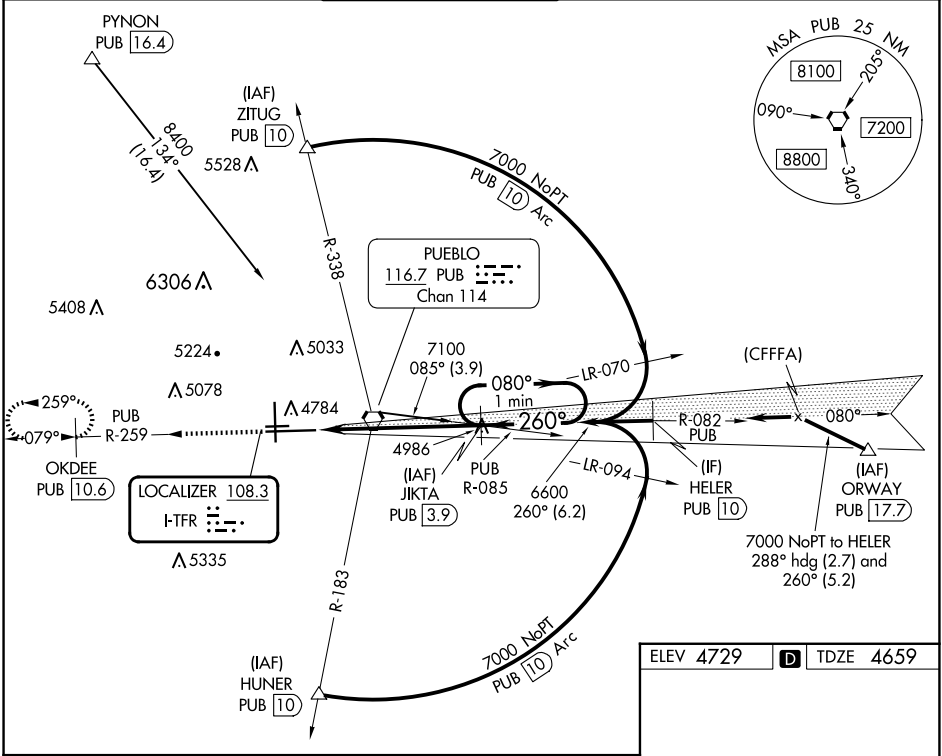 PYNON
PUB 16.4
8400
134°
(16.4)
(IAF)
ZITUG
PUB 10
5528
7000 NoPT
PUB 10 Arc
MSA PUB 25 NM
8100
205°
090°
7200
8800
340°
R-338
PUEBLO
116.7 PUB
Chan 114
6306
5408
5224
5033
5078
4784
7100
085° (3.9)
LR-070
(CFFFA)
080°
1 min
260°
R-082
PUB
080°
259°
079°
PUB
R-259
OKDEE
PUB 10.6
4986
(IAF)
JIKTA
PUB 3.9
PUB
R-085
6600
260° (6.2)
LR-094
(IF)
HELER
PUB 10
(IAF)
ORWAY
PUB 17.7
LOCALIZER 108.3
I-TFR
7000 NoPT to HELER
288° hdg (2.7) and
260° (5.2)
5335
R-183
7000 NoPT
PUB 10 Arc
(IAF)
HUNER
PUB 10
ELEV 4729 D TDZE 4659